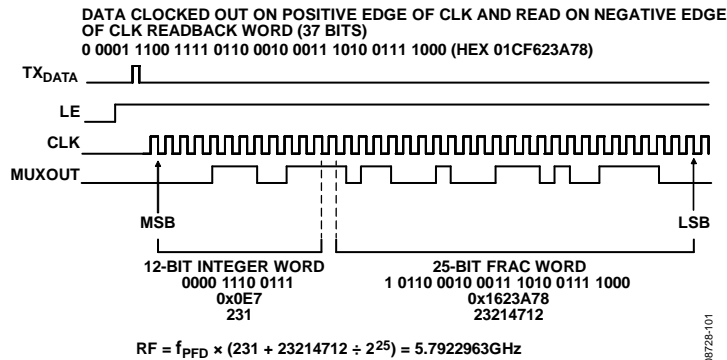 DATA CLOCKED OUT ON POSITIVE EDGE OF CLK AND READ ON NEGATIVE EDGE
OF CLK READBACK WORD (37 BITS)
0 0001 1100 1111 0110 0010 0011 1010 0111 1000 (HEX 01CF623A78)
TXDATA
LE
CLK
MUXOUT
MSB
LSB
12-BIT INTEGER WORD
0000 1110 0111
0x0E7
231
25-BIT FRAC WORD
1 0110 0010 0011 1010 0111 1000
0x1623A78
23214712
RF = fPFD × (231 + 23214712 ÷ 2^25) = 5.7922963GHz
08728-101